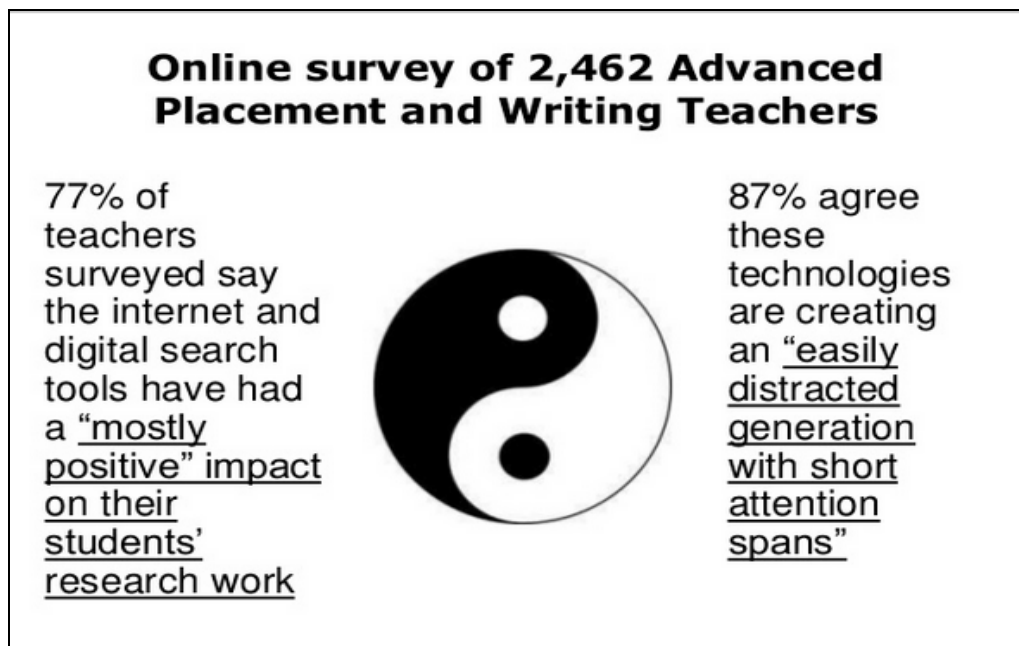 Online survey of 2,462 Advanced
Placement and Writing Teachers
77% of
teachers
surveyed say
the internet and
digital search
tools have had
a “mostly
positive” impact
on their
students’
research work
87% agree
these
technologies
are creating
an “easily
distracted
generation
with short
attention
spans”